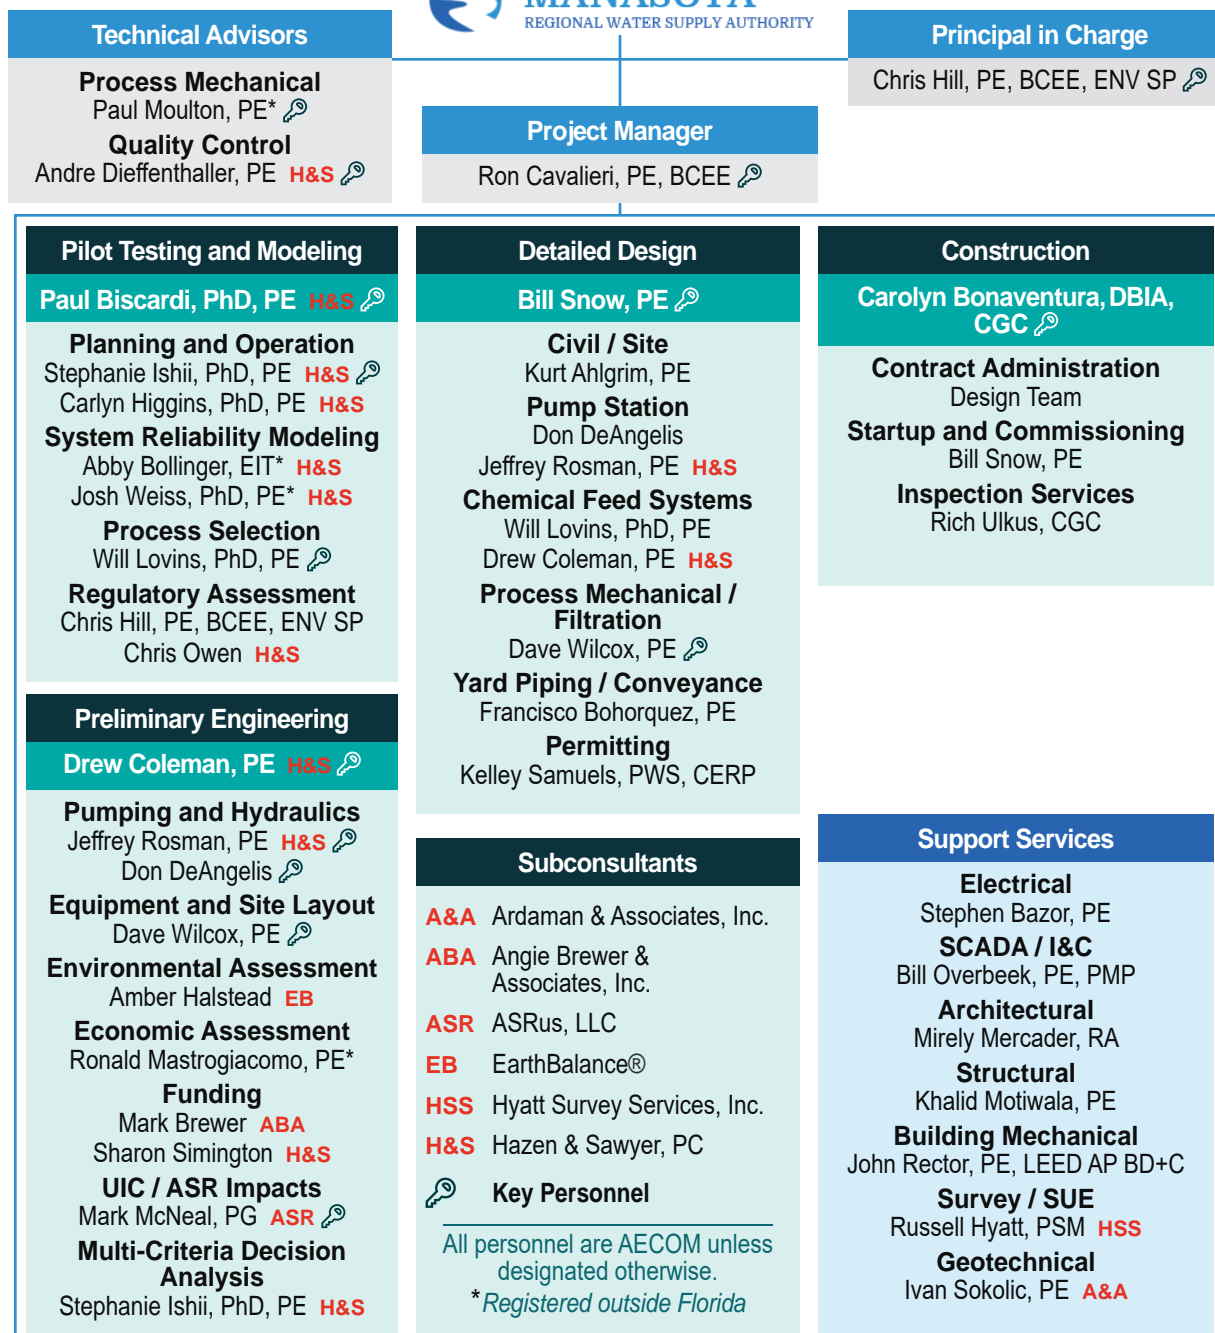 MANASOTA
REGIONAL WATER SUPPLY AUTHORITY
Technical Advisors
Process Mechanical
Paul Moulton, PE*
Quality Control
Andre Dieffenthaller, PE H&S
Principal in Charge
Chris Hill, PE, BCEE, ENV SP
Project Manager
Ron Cavalieri, PE, BCEE
Pilot Testing and Modeling
Paul Biscardi, PhD, PE H&S
Planning and Operation
Stephanie Ishii, PhD, PE H&S
Carlyn Higgins, PhD, PE H&S
System Reliability Modeling
Abby Bollinger, EIT* H&S
Josh Weiss, PhD, PE* H&S
Process Selection
Will Lovins, PhD, PE
Regulatory Assessment
Chris Hill, PE, BCEE, ENV SP
Chris Owen H&S
Preliminary Engineering
Drew Coleman, PE H&S
Pumping and Hydraulics
Jeffrey Rosman, PE H&S
Don DeAngelis
Equipment and Site Layout
Dave Wilcox, PE
Environmental Assessment
Amber Halstead EB
Economic Assessment
Ronald Mastrogiacomo, PE*
Funding
Mark Brewer ABA
Sharon Simington H&S
UIC / ASR Impacts
Mark McNeal, PG ASR
Multi-Criteria Decision
Analysis
Stephanie Ishii, PhD, PE H&S
Detailed Design
Bill Snow, PE
Civil / Site
Kurt Ahlgrim, PE
Pump Station
Don DeAngelis
Jeffrey Rosman, PE H&S
Chemical Feed Systems
Will Lovins, PhD, PE
Drew Coleman, PE H&S
Process Mechanical /
Filtration
Dave Wilcox, PE
Yard Piping / Conveyance
Francisco Bohorquez, PE
Permitting
Kelley Samuels, PWS, CERP
Subconsultants
A&A Ardaman & Associates, Inc.
ABA Angie Brewer &
Associates, Inc.
ASR ASRus, LLC
EB EarthBalance®
HSS Hyatt Survey Services, Inc.
H&S Hazen & Sawyer, PC
Key Personnel
All personnel are AECOM unless
designated otherwise.
*Registered outside Florida
Construction
Carolyn Bonaventura, DBIA,
CGC
Contract Administration
Design Team
Startup and Commissioning
Bill Snow, PE
Inspection Services
Rich Ulkus, CGC
Support Services
Electrical
Stephen Bazor, PE
SCADA / I&C
Bill Overbeek, PE, PMP
Architectural
Mirely Mercader, RA
Structural
Khalid Motiwala, PE
Building Mechanical
John Rector, PE, LEED AP BD+C
Survey / SUE
Russell Hyatt, PSM HSS
Geotechnical
Ivan Sokolic, PE A&A